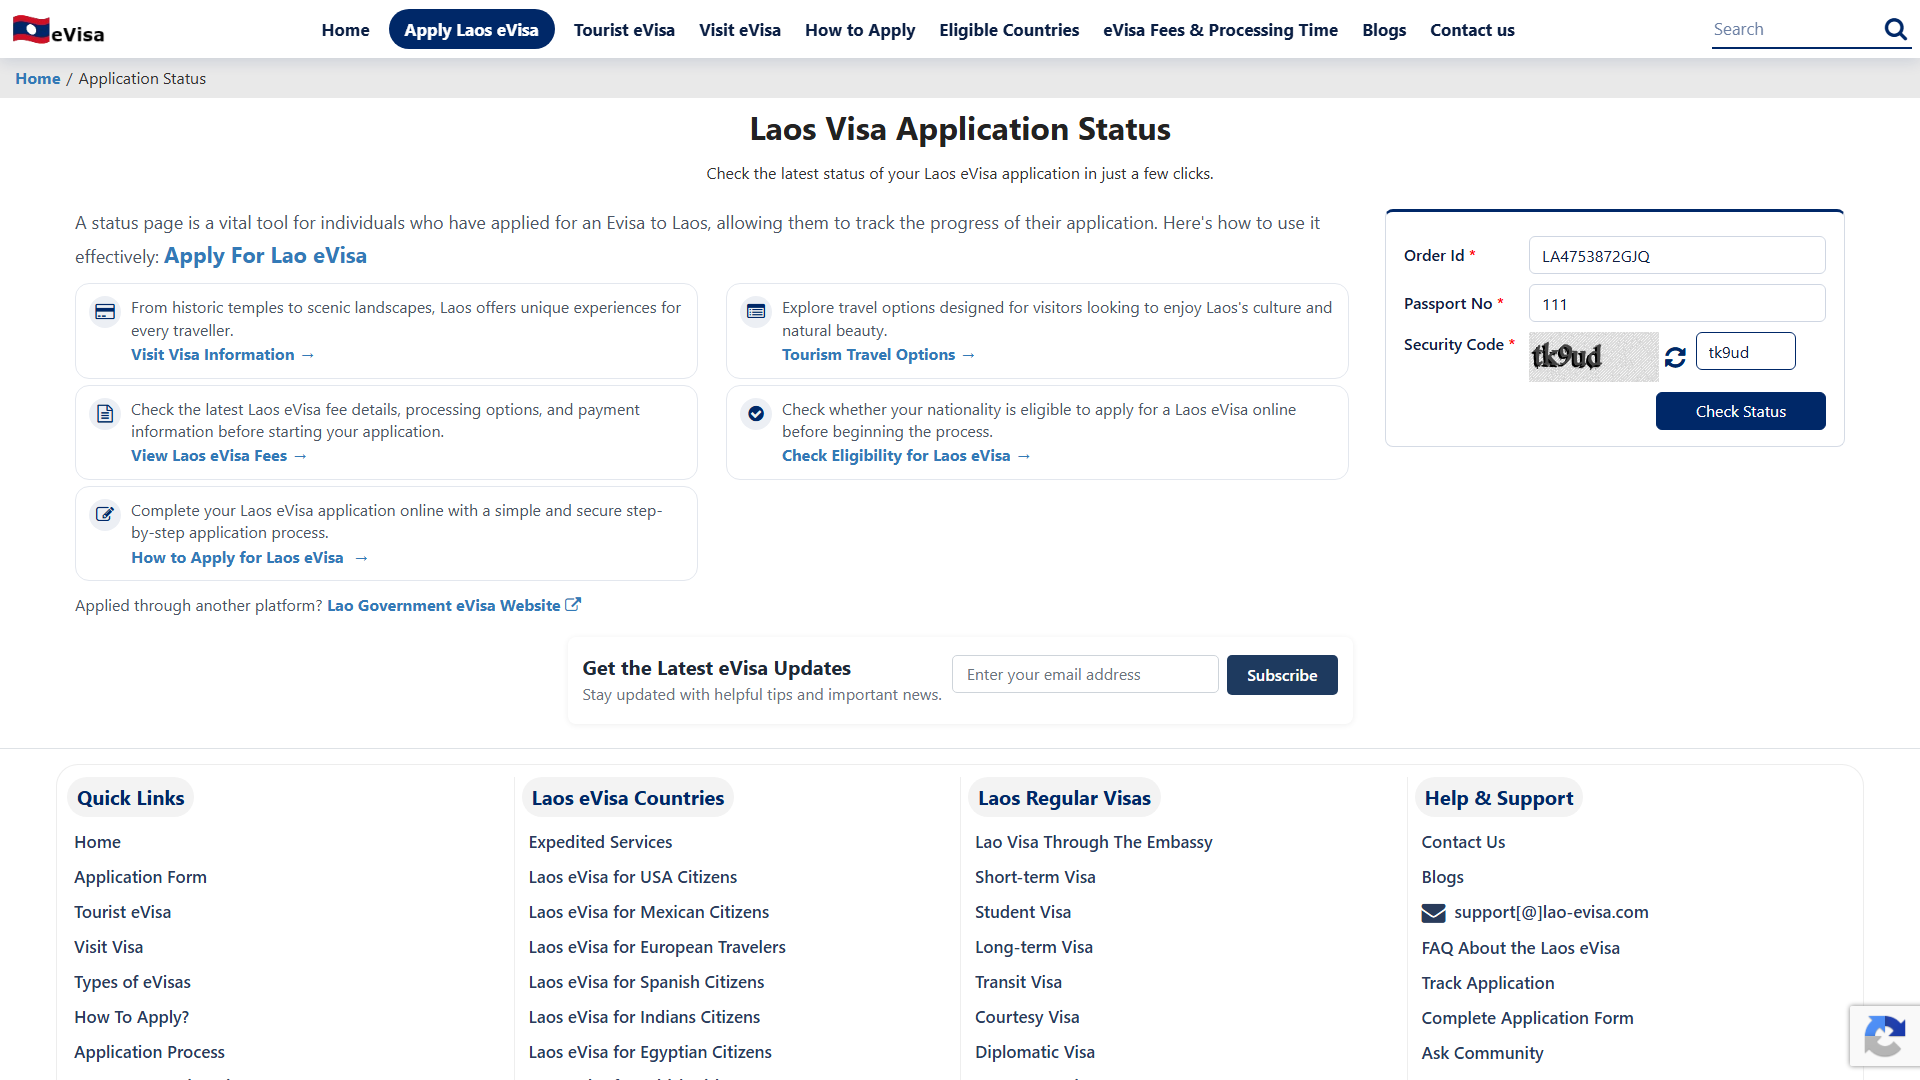 eVisa
Home
Apply Laos eVisa
Tourist eVisa
Visit eVisa
How to Apply
Eligible Countries
eVisa Fees & Processing Time
Blogs
Contact us
Search
Home / Application Status
Laos Visa Application Status
Check the latest status of your Laos eVisa application in just a few clicks.
A status page is a vital tool for individuals who have applied for an Evisa to Laos, allowing them to track the progress of their application. Here's how to use it
effectively: Apply For Lao eVisa
From historic temples to scenic landscapes, Laos offers unique experiences for
every traveller.
Visit Visa Information →
Explore travel options designed for visitors looking to enjoy Laos's culture and
natural beauty.
Tourism Travel Options →
Check the latest Laos eVisa fee details, processing options, and payment
information before starting your application.
View Laos eVisa Fees →
Check whether your nationality is eligible to apply for a Laos eVisa online
before beginning the process.
Check Eligibility for Laos eVisa →
Complete your Laos eVisa application online with a simple and secure step-
by-step application process.
How to Apply for Laos eVisa →
Applied through another platform? Lao Government eVisa Website
Order Id * LA4753872GJQ
Passport No * 111
Security Code * tk9ud tk9ud
Check Status
Get the Latest eVisa Updates
Stay updated with helpful tips and important news.
Enter your email address
Subscribe
Quick Links
Home
Application Form
Tourist eVisa
Visit Visa
Types of eVisas
How To Apply?
Application Process
Laos eVisa Countries
Expedited Services
Laos eVisa for USA Citizens
Laos eVisa for Mexican Citizens
Laos eVisa for European Travelers
Laos eVisa for Spanish Citizens
Laos eVisa for Indians Citizens
Laos eVisa for Egyptian Citizens
Laos Regular Visas
Lao Visa Through The Embassy
Short-term Visa
Student Visa
Long-term Visa
Transit Visa
Courtesy Visa
Diplomatic Visa
Help & Support
Contact Us
Blogs
support[@]lao-evisa.com
FAQ About the Laos eVisa
Track Application
Complete Application Form
Ask Community